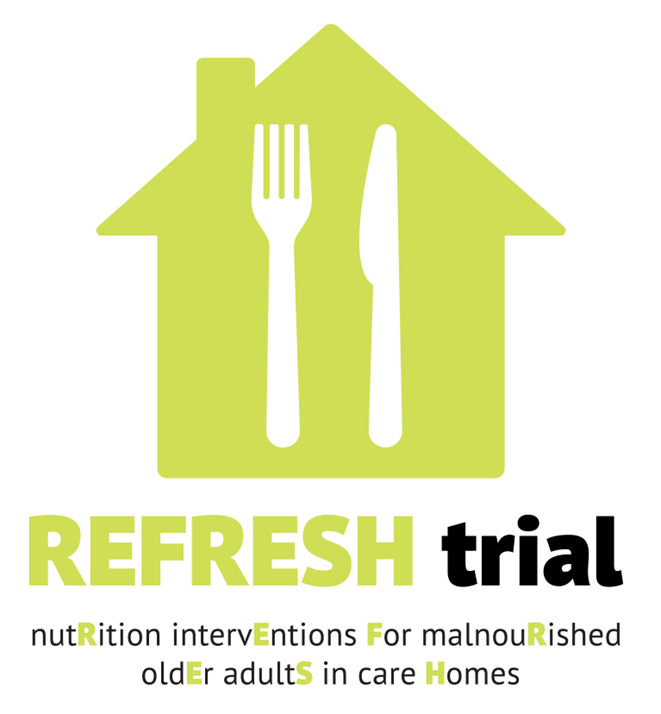 REFRESH trial
nutRition intervEntions For malnouRished
oldEr adultS in care Homes